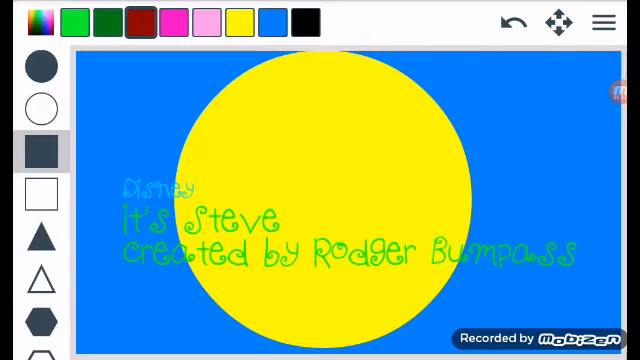 Disney
it's Steve
created by Rodger Bumpass
Recorded by Mobizen